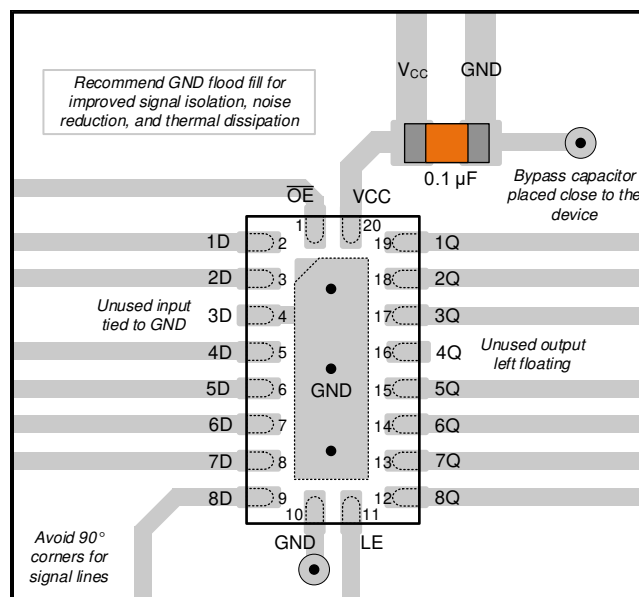 Recommend GND flood fill for
improved signal isolation, noise
reduction, and thermal dissipation
VCC GND
0.1 µF
Bypass capacitor
placed close to the
device
OE VCC
1 20
1D 2 19 1Q
2D 3 18 2Q
Unused input
tied to GND
3D 4 17 3Q
4D 5 16 4Q
Unused output
left floating
GND
5D 6 15 5Q
6D 7 14 6Q
7D 8 13 7Q
8D 9 12 8Q
10 11
GND LE
Avoid 90°
corners for
signal lines